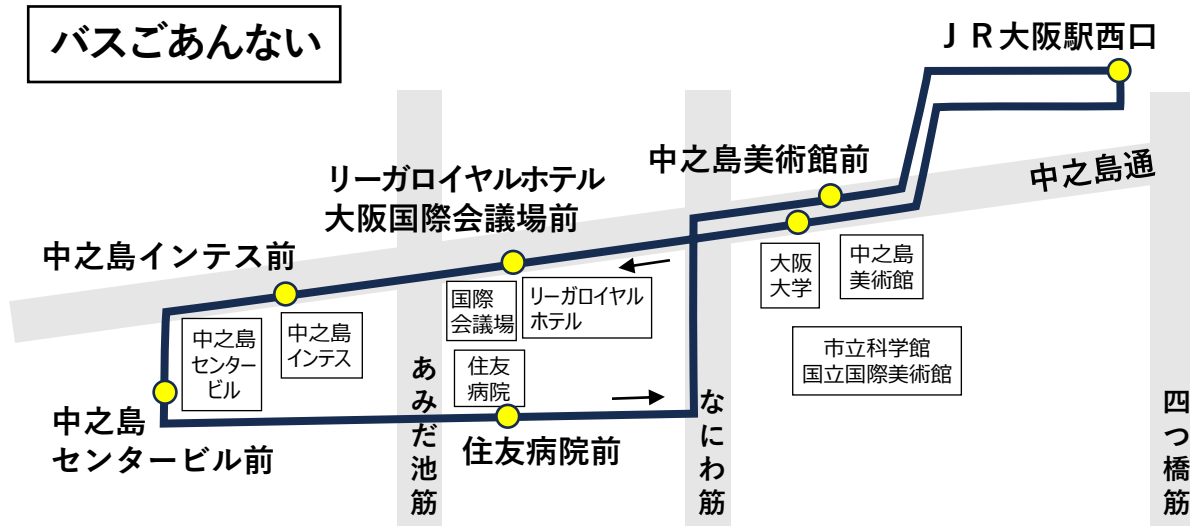 バスごあんない
ＪＲ大阪駅西口
中之島美術館前
中之島通
リーガロイヤルホテル
大阪国際会議場前
中之島インテス前
大阪
大学
中之島
美術館
国際
会議場
リーガロイヤル
ホテル
中之島
センター
ビル
中之島
インテス
市立科学館
国立国際美術館
住友
病院
中之島
センタービル前
住友病院前
あみだ池筋
なにわ筋
四つ橋筋